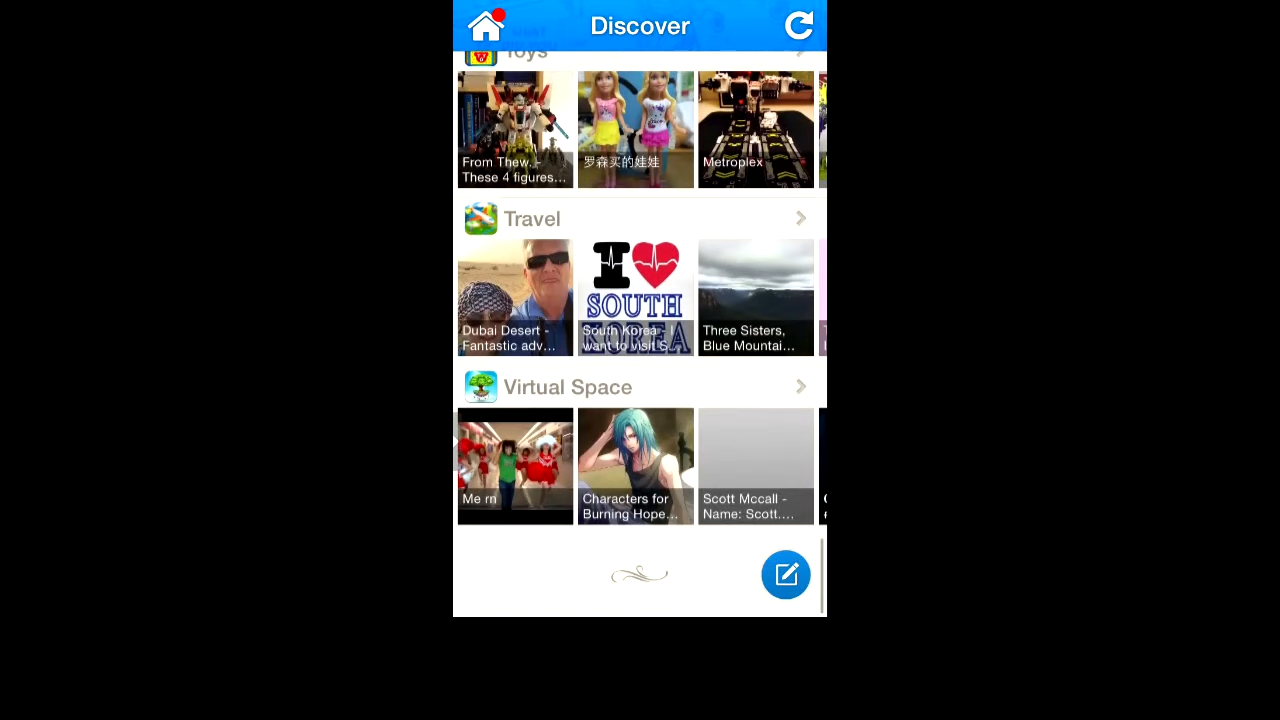 Discover
Toys
From Thew. -
These 4 figures...
罗森买的娃娃
Metroplex
Travel
Dubai Desert -
Fantastic adv...
I
SOUTH
KOREA
South Korea - I
want to visit S...
Three Sisters,
Blue Mountai...
Virtual Space
Me rn
Characters for
Burning Hope...
Scott Mccall -
Name: Scott....